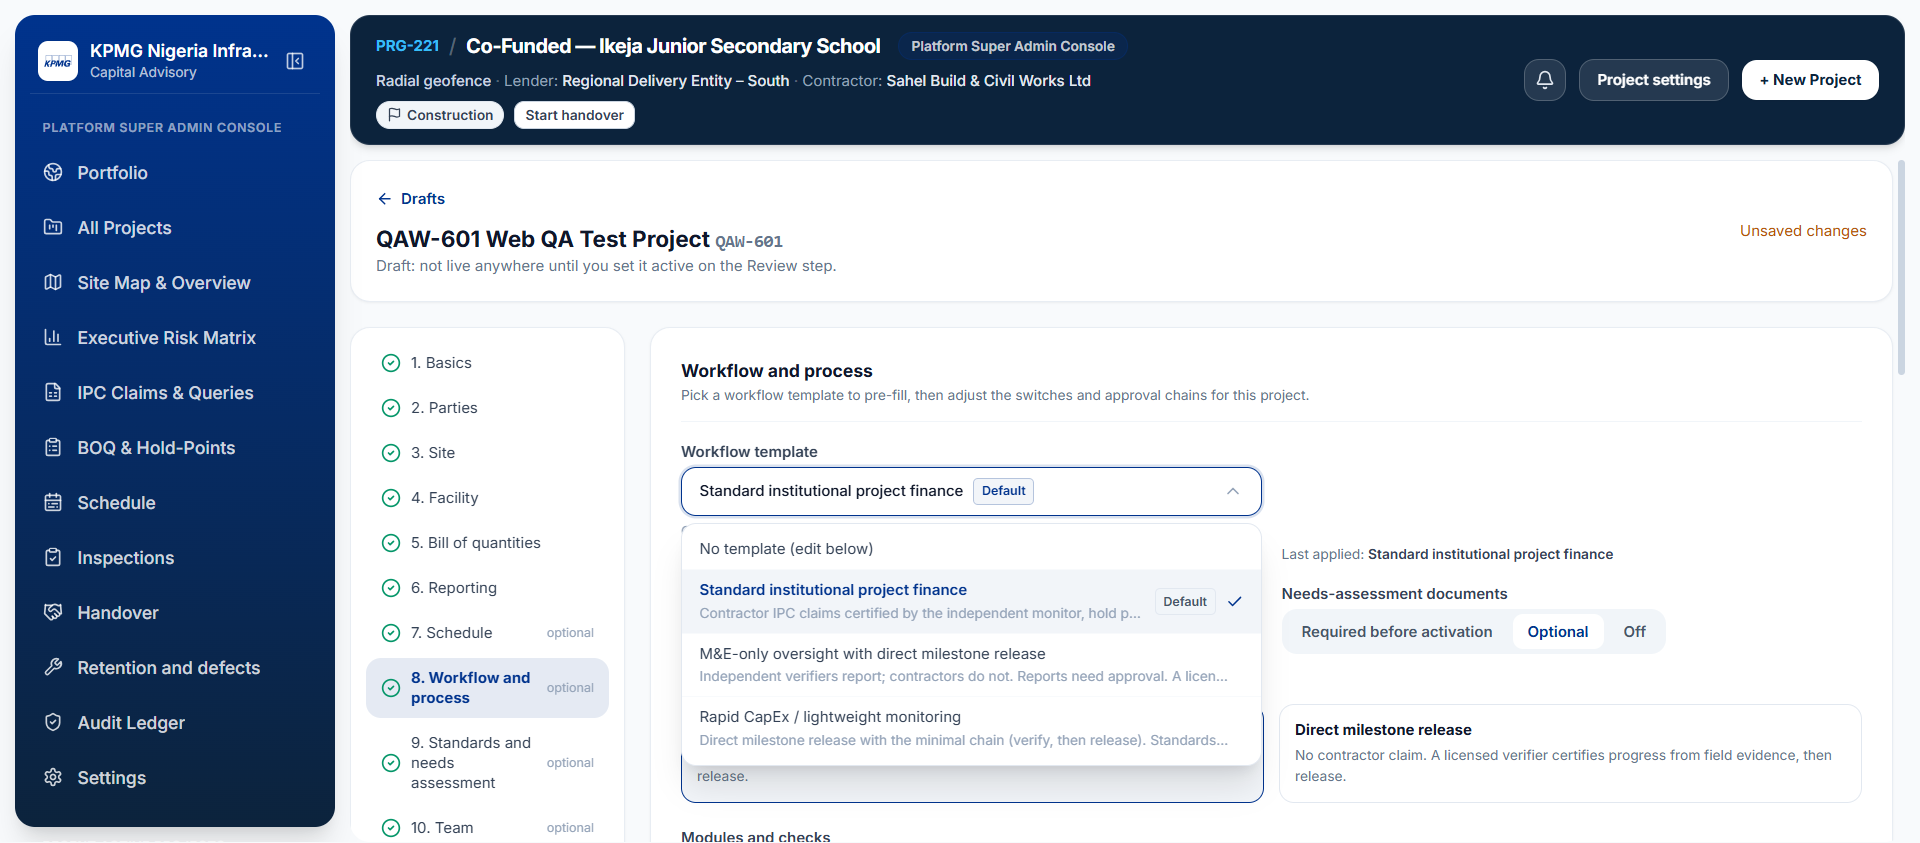 KPMG
KPMG Nigeria Infra...
Capital Advisory
PLATFORM SUPER ADMIN CONSOLE
Portfolio
All Projects
Site Map & Overview
Executive Risk Matrix
IPC Claims & Queries
BOQ & Hold-Points
Schedule
Inspections
Handover
Retention and defects
Audit Ledger
Settings
PRG-221 / Co-Funded — Ikeja Junior Secondary School Platform Super Admin Console
Radial geofence · Lender: Regional Delivery Entity – South · Contractor: Sahel Build & Civil Works Ltd
Construction Start handover
Project settings
+ New Project
Drafts
QAW-601 Web QA Test Project QAW-601
Draft: not live anywhere until you set it active on the Review step.
Unsaved changes
1. Basics
2. Parties
3. Site
4. Facility
5. Bill of quantities
6. Reporting
7. Schedule optional
8. Workflow and process optional
9. Standards and needs assessment optional
10. Team optional
Workflow and process
Pick a workflow template to pre-fill, then adjust the switches and approval chains for this project.
Workflow template
Standard institutional project finance Default
No template (edit below)
Standard institutional project finance
Contractor IPC claims certified by the independent monitor, hold p... Default
M&E-only oversight with direct milestone release
Independent verifiers report; contractors do not. Reports need approval. A licen...
Rapid CapEx / lightweight monitoring
Direct milestone release with the minimal chain (verify, then release). Standards...
release.
Last applied: Standard institutional project finance
Needs-assessment documents
Required before activation Optional Off
Direct milestone release
No contractor claim. A licensed verifier certifies progress from field evidence, then
release.
Modules and checks